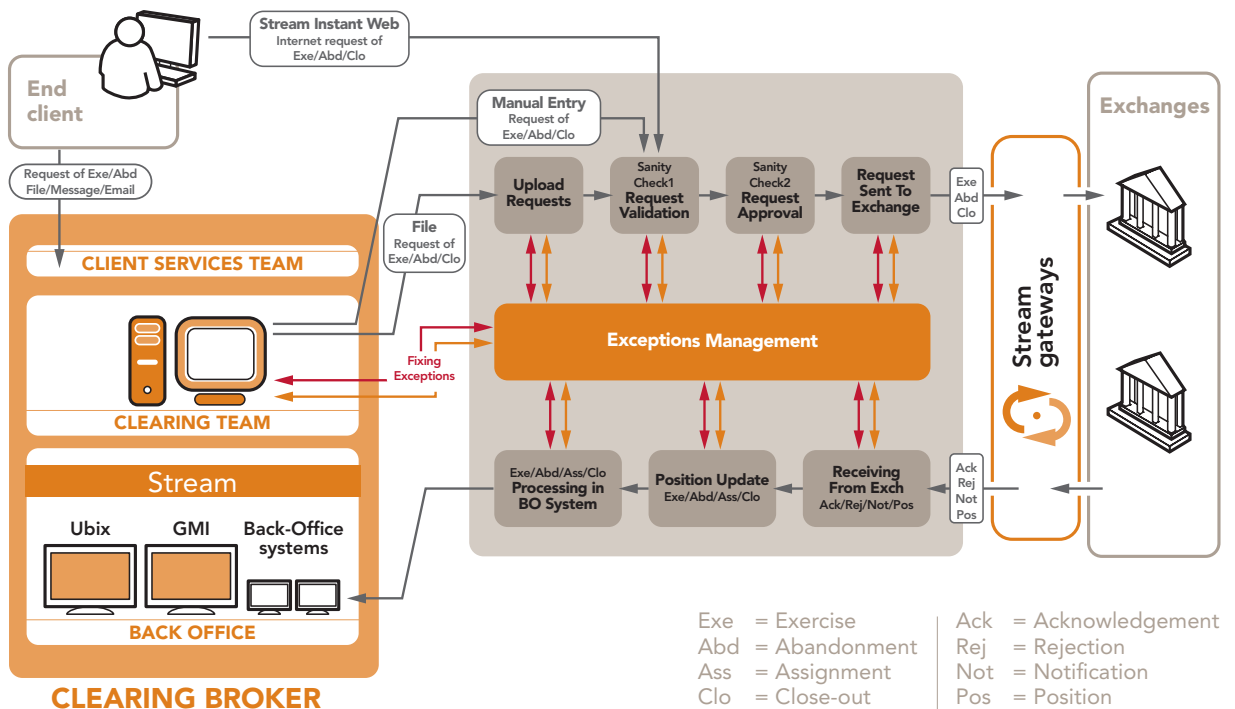 Stream Instant Web
Internet request of
Exe/Abd/Clo
End
client
Request of Exe/Abd
File/Message/Email
Manual Entry
Request of
Exe/Abd/Clo
File
Request of
Exe/Abd/Clo
Upload
Requests
Sanity
Check1
Request
Validation
Sanity
Check2
Request
Approval
Request
Sent To
Exchange
Exe
Abd
Clo
Exchanges
Stream
gateways
CLIENT SERVICES TEAM
CLEARING TEAM
Fixing
Exceptions
Exceptions Management
Exe/Abd/Ass/Clo
Processing in
BO System
Position Update
Exe/Abd/Ass/Clo
Receiving
From Exch
Ack/Rej/Not/Pos
Ack
Rej
Not
Pos
Stream
Ubix
GMI
Back-Office
systems
BACK OFFICE
CLEARING BROKER
Exe = Exercise
Abd = Abandonment
Ass = Assignment
Clo = Close-out
Ack = Acknowledgement
Rej = Rejection
Not = Notification
Pos = Position